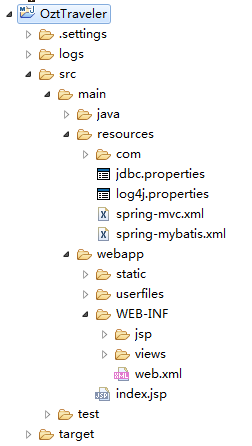 OztTraveler
.settings
logs
src
main
java
resources
com
jdbc.properties
log4j.properties
spring-mvc.xml
spring-mybatis.xml
webapp
static
userfiles
WEB-INF
jsp
views
web.xml
index.jsp
test
target